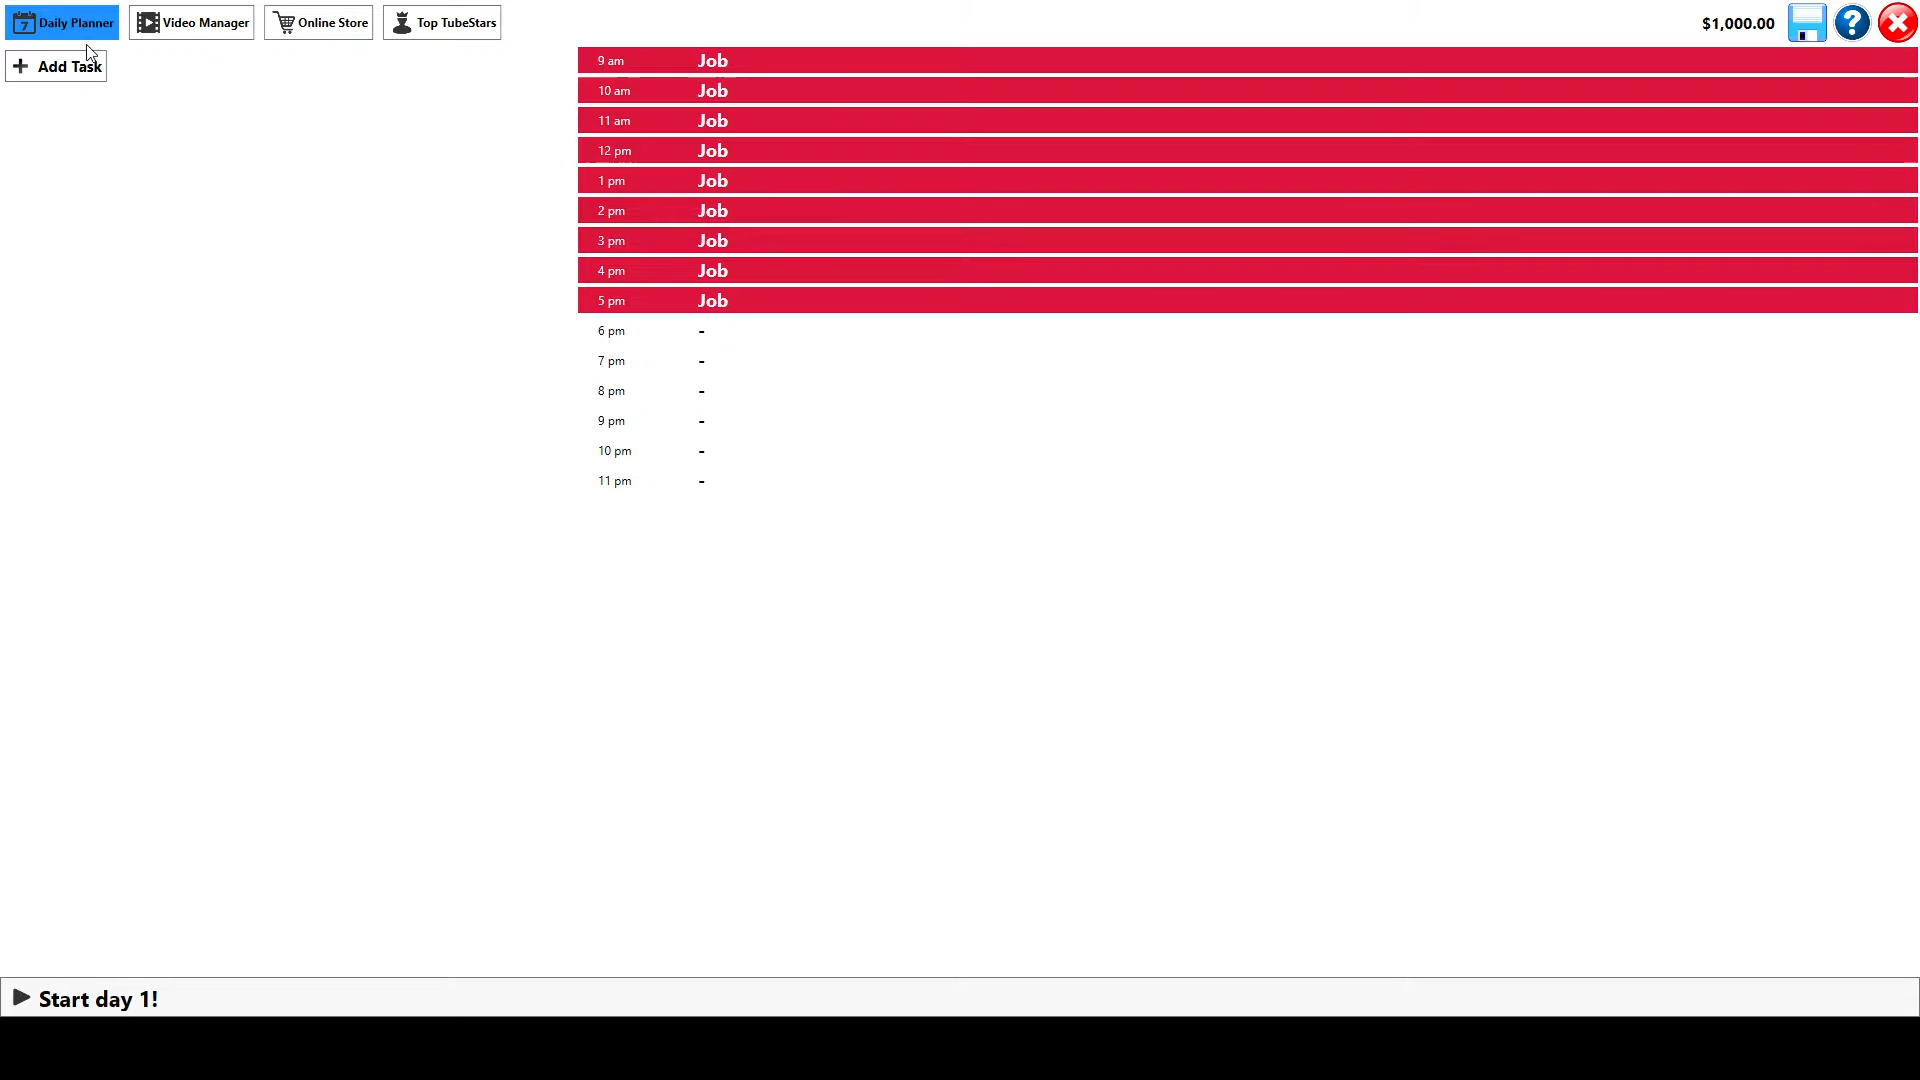 7 Daily Planner
Video Manager
Online Store
Top TubeStars
$1,000.00
?
+ Add Task
9 am Job
10 am Job
11 am Job
12 pm Job
1 pm Job
2 pm Job
3 pm Job
4 pm Job
5 pm Job
6 pm -
7 pm -
8 pm -
9 pm -
10 pm -
11 pm -
Start day 1!